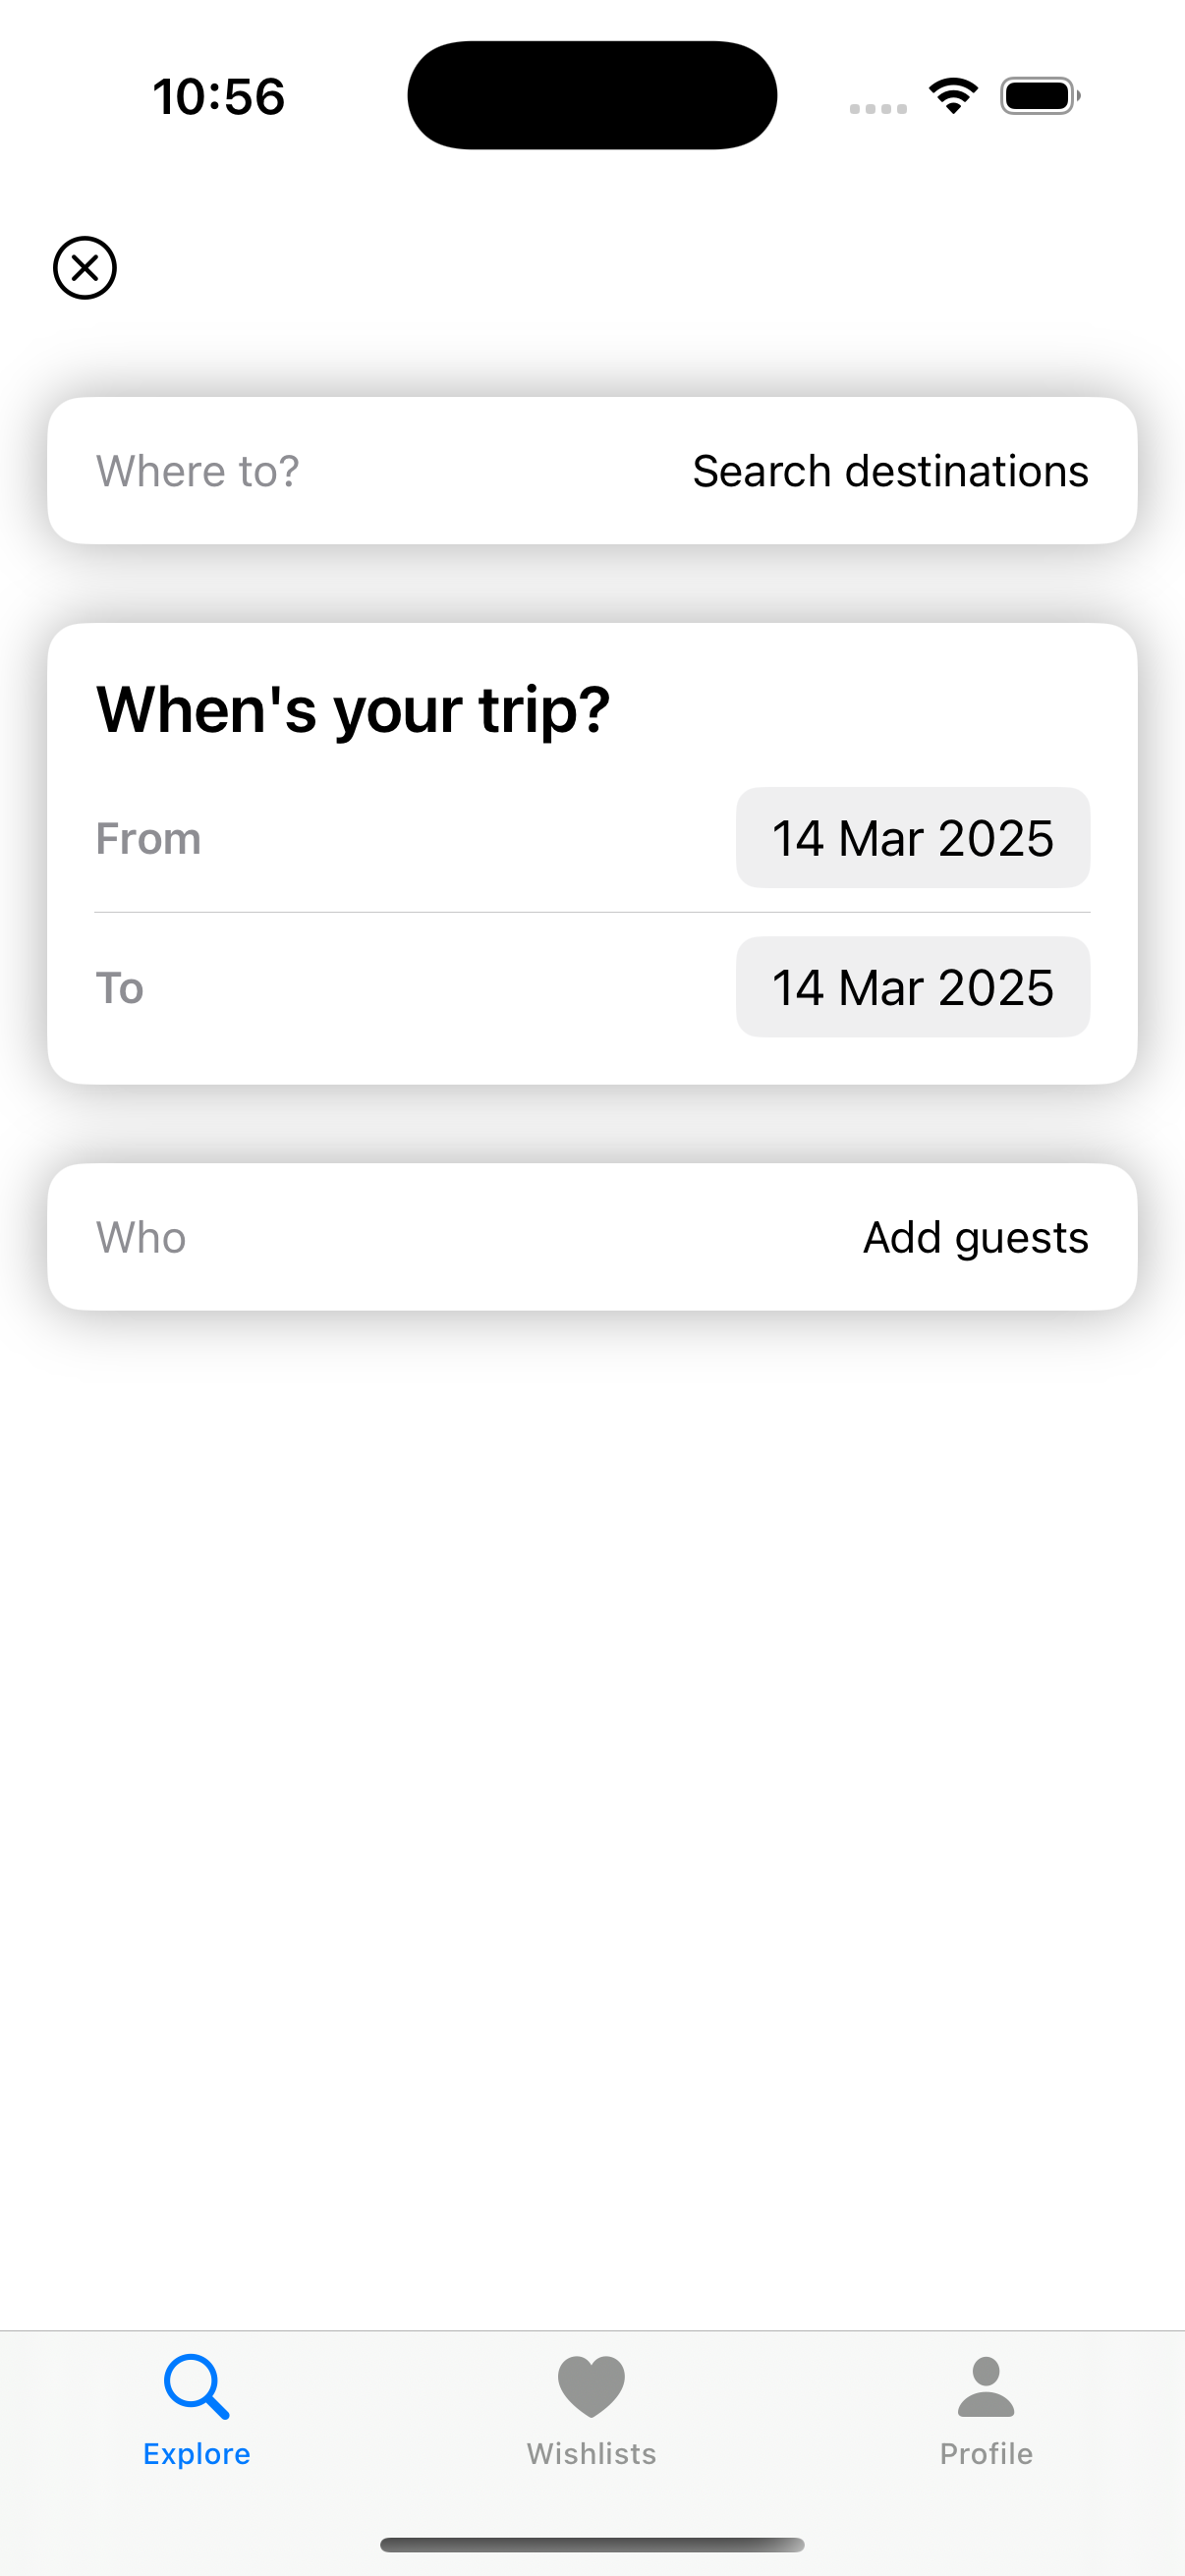 10:56
Where to? Search destinations
When's your trip?
From 14 Mar 2025
To 14 Mar 2025
Who Add guests
Explore Wishlists Profile